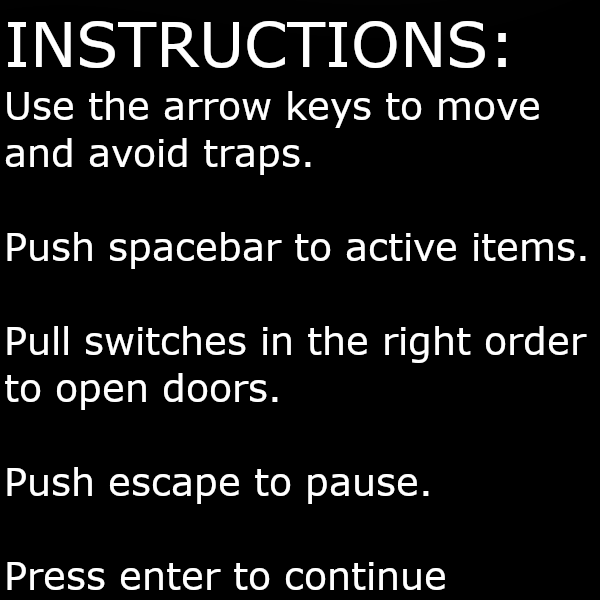 INSTRUCTIONS:
Use the arrow keys to move
and avoid traps.
Push spacebar to active items.
Pull switches in the right order
to open doors.
Push escape to pause.
Press enter to continue